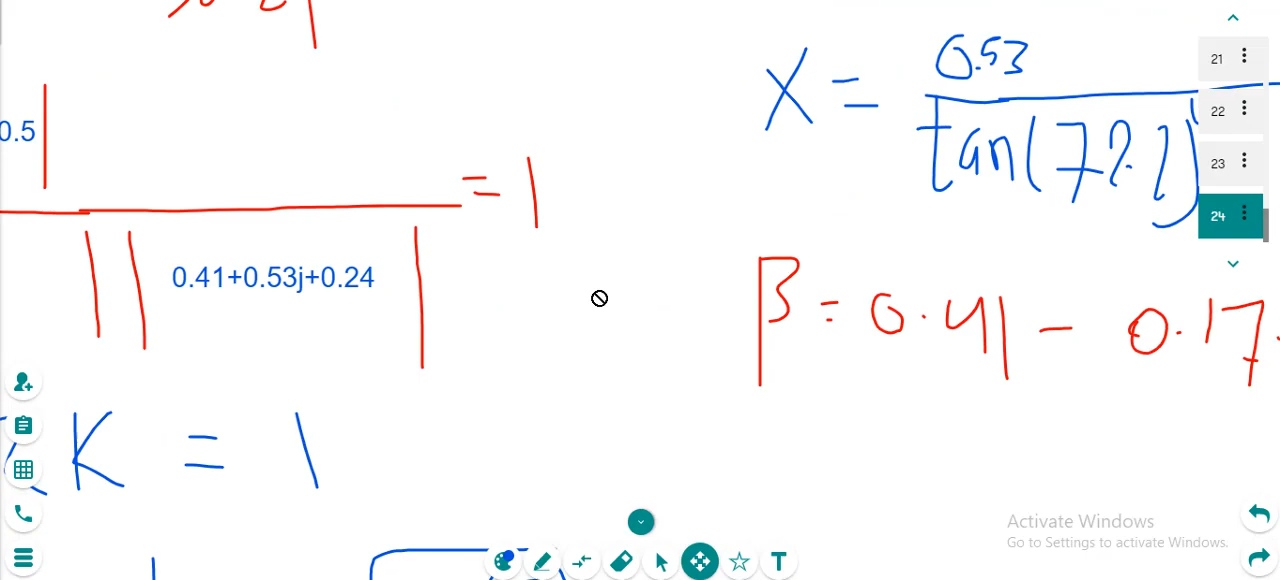 X = 0.53
tan(72.2)
0.5
= 1
0.41+0.53j+0.24
β = 0.41 - 0.17
K = 1
21
22
23
24
Activate Windows
Go to Settings to activate Windows.
T